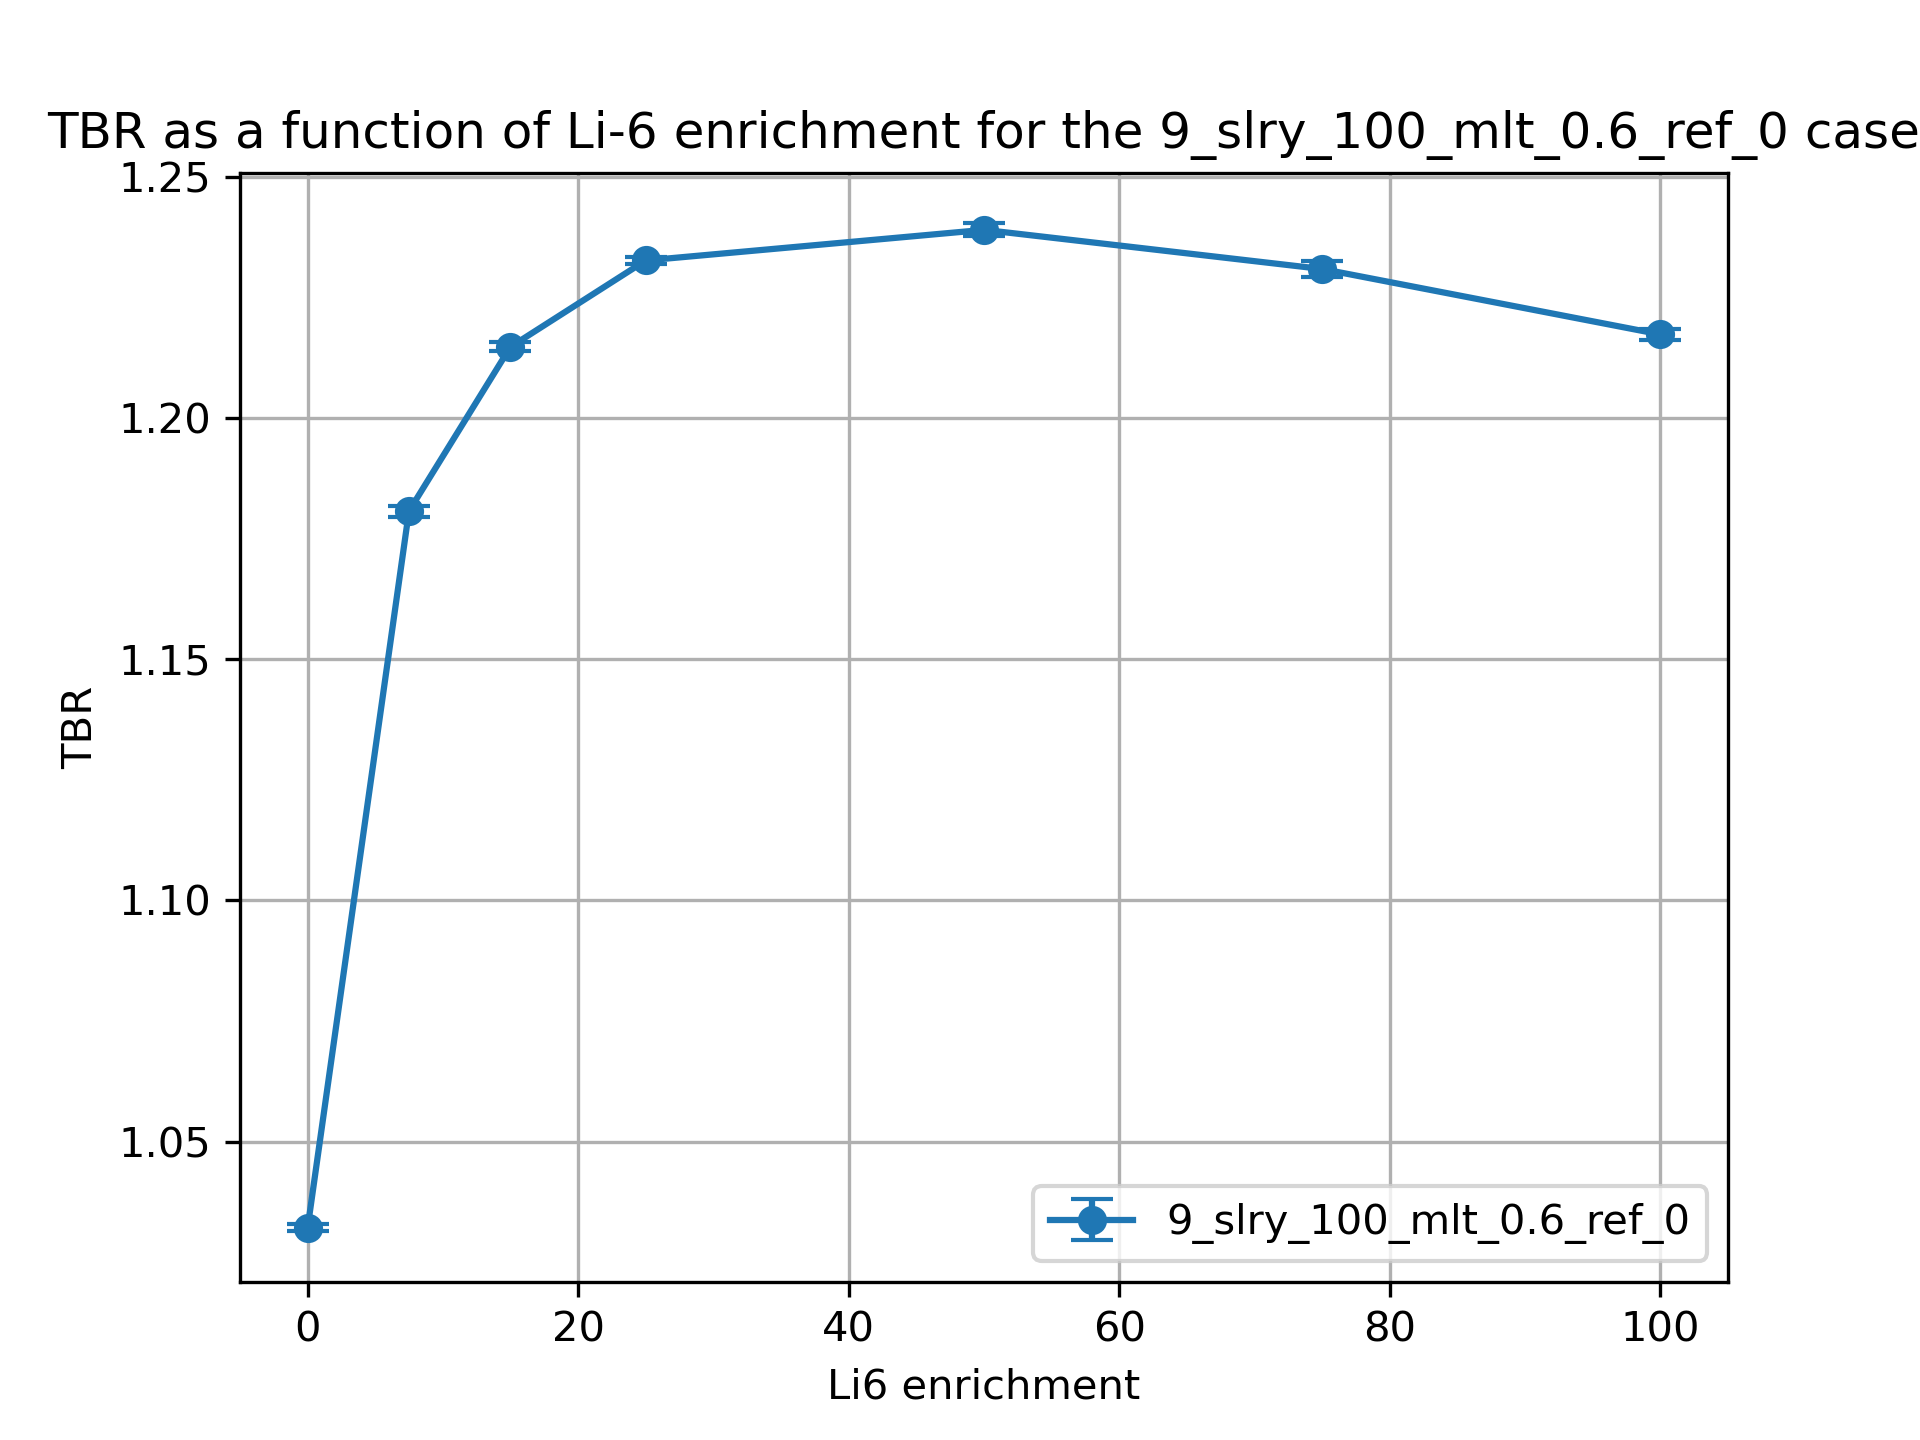 TBR as a function of Li-6 enrichment for the 9_slry_100_mlt_0.6_ref_0 case
1.25
1.20
1.15
1.10
1.05
TBR
9_slry_100_mlt_0.6_ref_0
0 20 40 60 80 100
Li6 enrichment